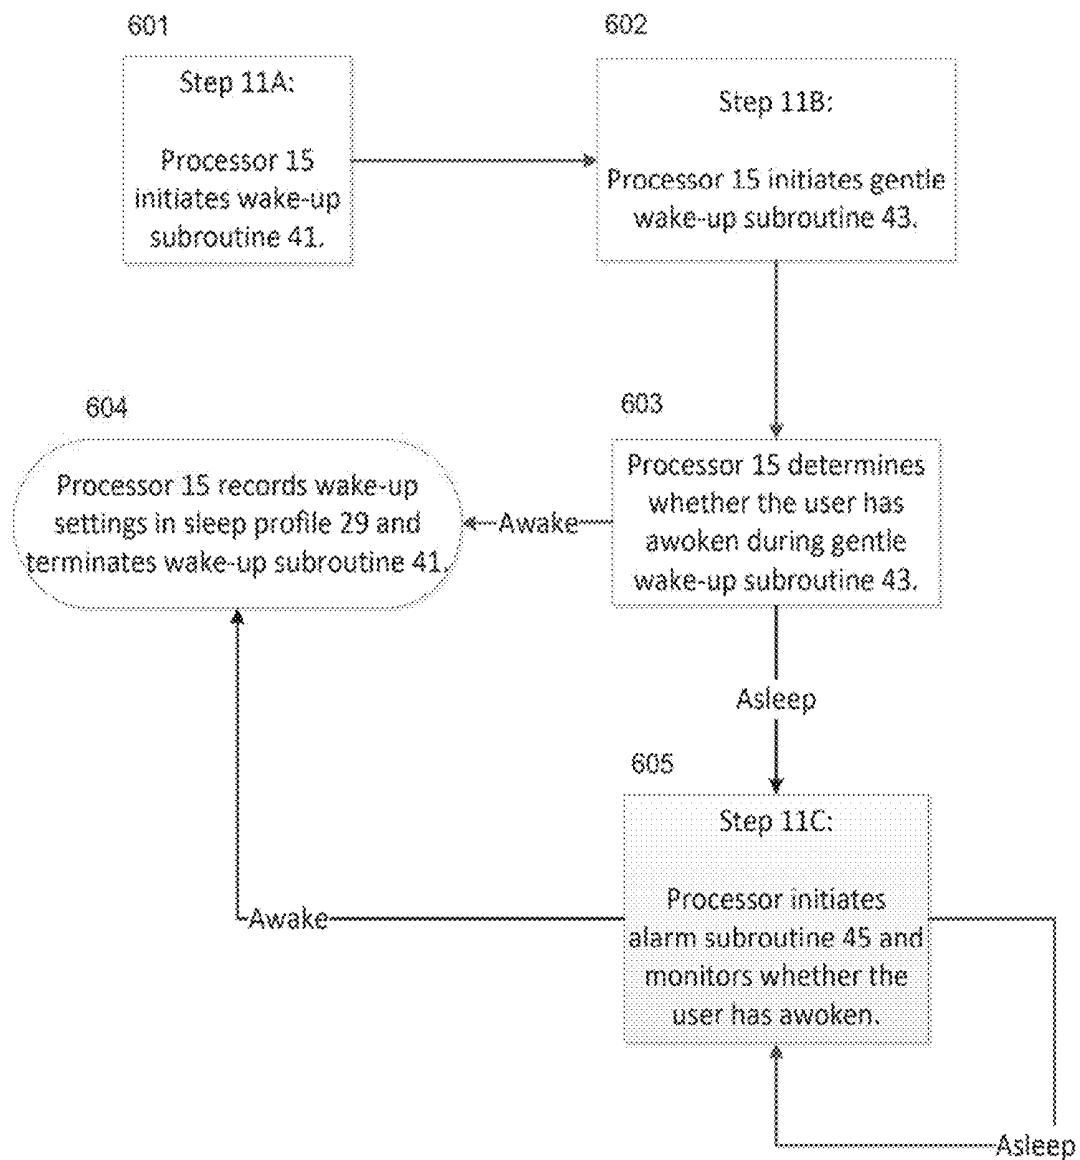 601
Step 11A:
Processor 15
initiates wake-up
subroutine 41.
602
Step 11B:
Processor 15 initiates gentle
wake-up subroutine 43.
603
Processor 15 determines
whether the user has
awoken during gentle
wake-up subroutine 43.
Awake
604
Processor 15 records wake-up
settings in sleep profile 29 and
terminates wake-up subroutine 41.
Asleep
605
Step 11C:
Processor initiates
alarm subroutine 45 and
monitors whether the
user has awoken.
Awake
Asleep